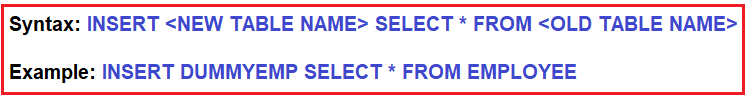 Syntax: INSERT <NEW TABLE NAME> SELECT * FROM <OLD TABLE NAME>
Example: INSERT DUMMYEMP SELECT * FROM EMPLOYEE